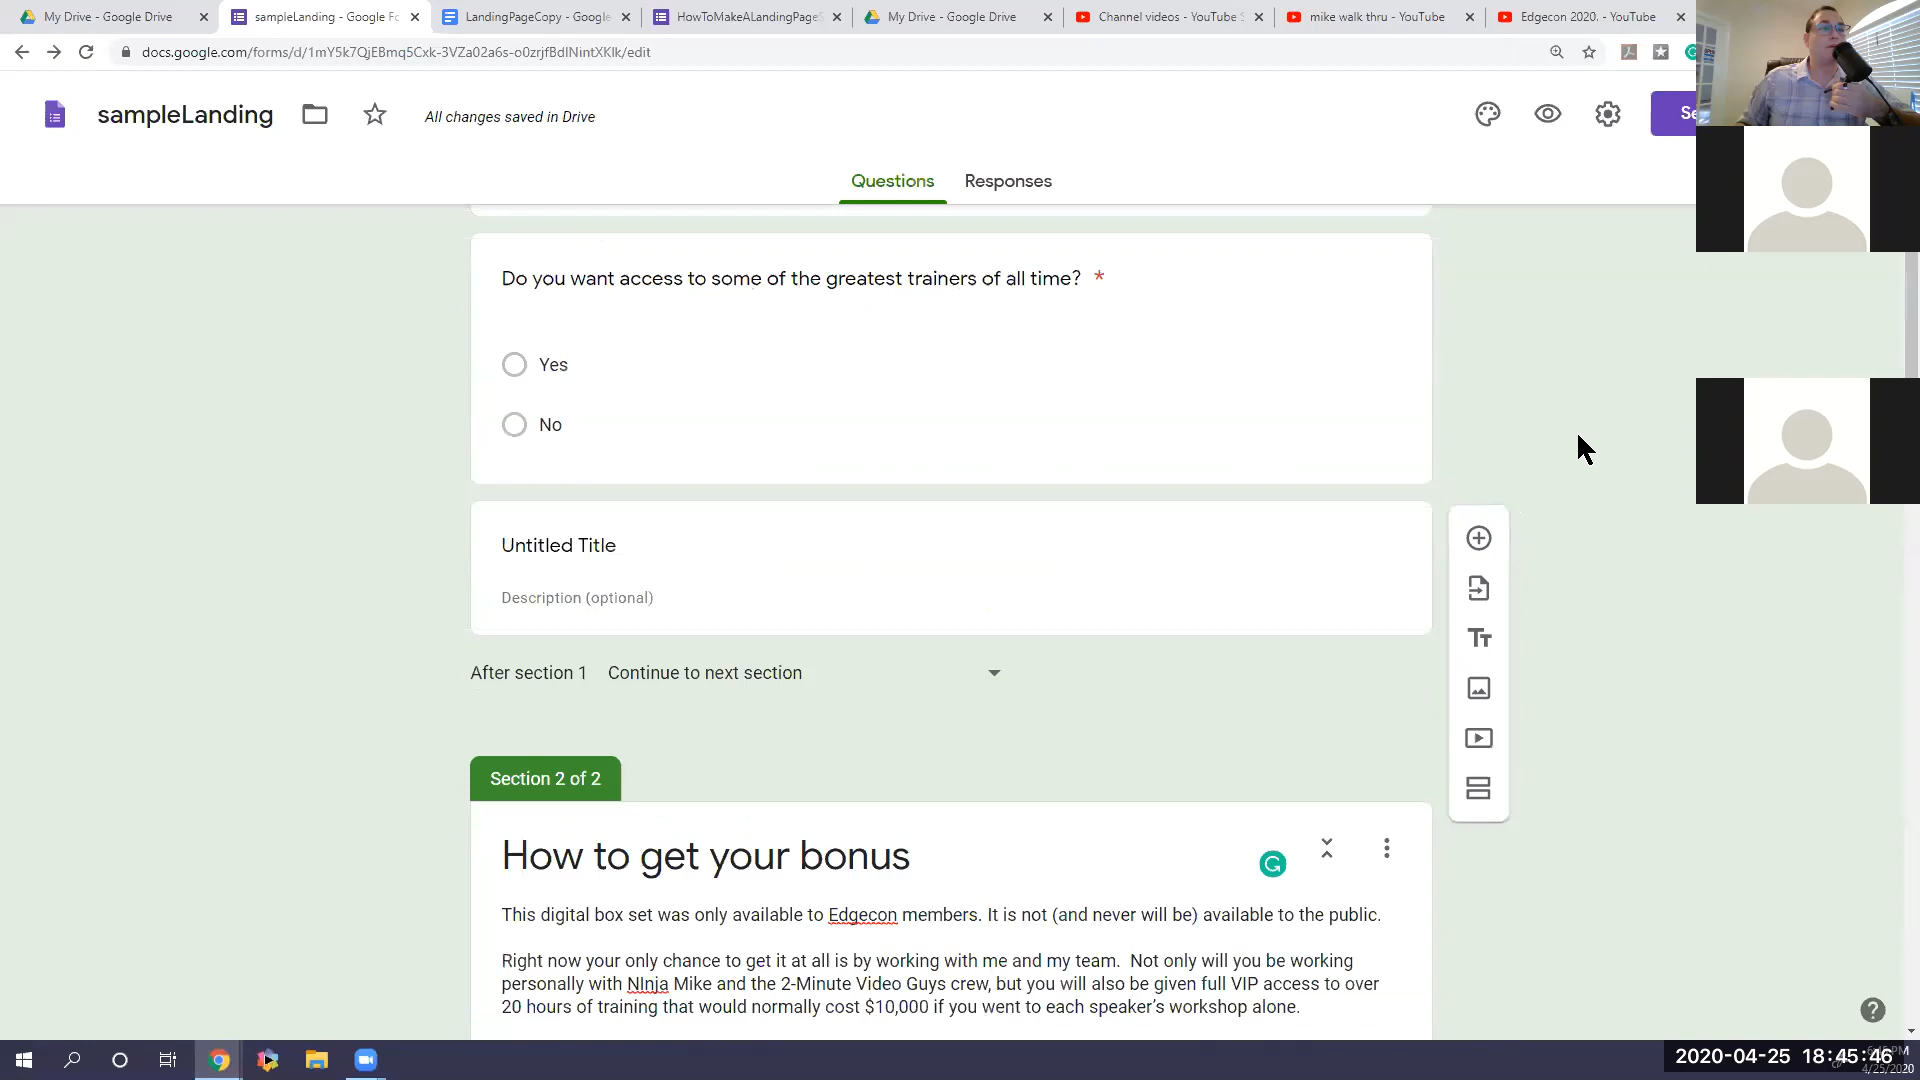 My Drive - Google Drive
sampleLanding - Google Fo
LandingPageCopy - Google
HowToMakeALandingPageS
My Drive - Google Drive
Channel videos - YouTube S
mike walk thru - YouTube
Edgecon 2020. - YouTube
docs.google.com/forms/d/1mY5k7QjEBmq5Cxk-3VZa02a6s-o0zrjfBdlNintXKlk/edit
sampleLanding
All changes saved in Drive
Se
Questions
Responses
Do you want access to some of the greatest trainers of all time? *
Yes
No
Untitled Title
Description (optional)
After section 1 Continue to next section
Section 2 of 2
How to get your bonus
This digital box set was only available to Edgecon members. It is not (and never will be) available to the public.
Right now your only chance to get it at all is by working with me and my team. Not only will you be working
personally with NInja Mike and the 2-Minute Video Guys crew, but you will also be given full VIP access to over
20 hours of training that would normally cost $10,000 if you went to each speaker's workshop alone.
2020-04-25 18:45:46
4/25/2020